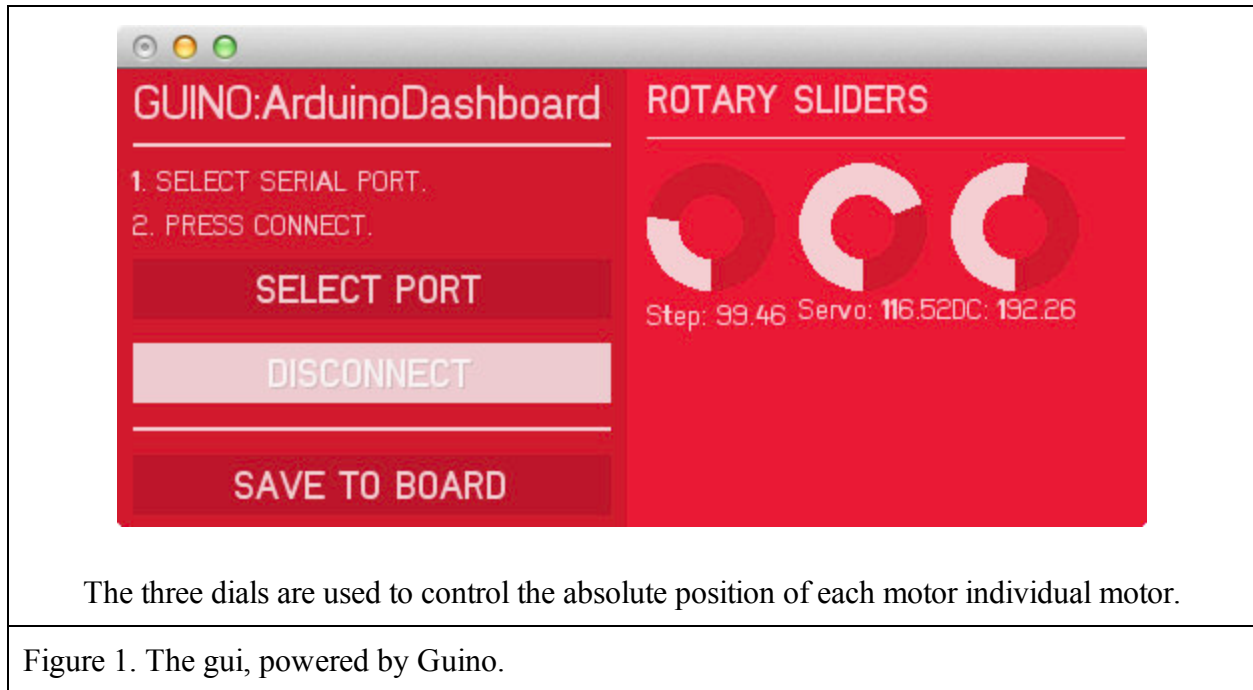 GUINO:ArduinoDashboard
1. SELECT SERIAL PORT.
2. PRESS CONNECT.
SELECT PORT
DISCONNECT
SAVE TO BOARD
ROTARY SLIDERS
Step: 99.46 Servo: 116.52DC: 192.26
The three dials are used to control the absolute position of each motor individual motor.
Figure 1. The gui, powered by Guino.